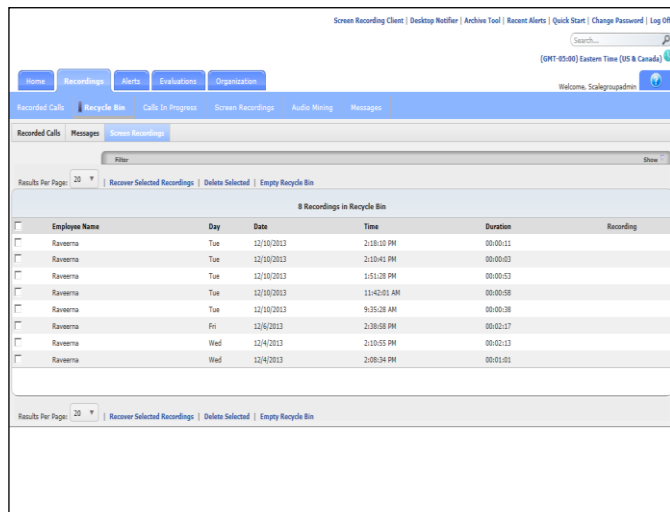 Screen Recording Client | Desktop Notifier | Archive Tool | Recent Alerts | Quick Start | Change Password | Log Off
Search...
(GMT-05:00) Eastern Time (US & Canada)
Home Recordings Alerts Evaluations Organization
Welcome, Scalegroupadmin
Recorded Calls Recycle Bin Calls In Progress Screen Recordings Audio Mining Messages
Recorded Calls Messages Screen Recordings
Filter Show
Results Per Page: 20 | Recover Selected Recordings | Delete Selected | Empty Recycle Bin
8 Recordings in Recycle Bin
Employee Name Day Date Time Duration Recording
Raveerna Tue 12/10/2013 2:18:10 PM 00:00:11
Raveerna Tue 12/10/2013 2:10:41 PM 00:00:03
Raveerna Tue 12/10/2013 1:51:28 PM 00:00:53
Raveerna Tue 12/10/2013 11:42:01 AM 00:00:58
Raveerna Tue 12/10/2013 9:35:28 AM 00:00:38
Raveerna Fri 12/6/2013 2:38:58 PM 00:02:17
Raveerna Wed 12/4/2013 2:10:55 PM 00:02:13
Raveerna Wed 12/4/2013 2:08:34 PM 00:01:01
Results Per Page: 20 | Recover Selected Recordings | Delete Selected | Empty Recycle Bin